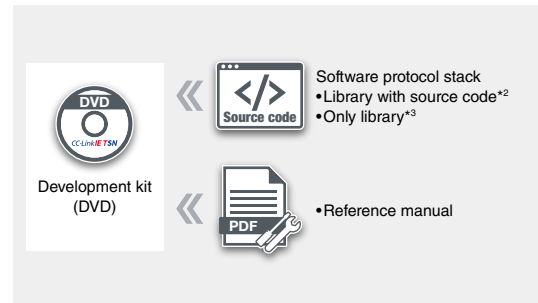 DVD
CC-Link IE TSN
Development kit
(DVD)
</>
Source code
Software protocol stack
•Library with source code*2
•Only library*3
PDF
•Reference manual